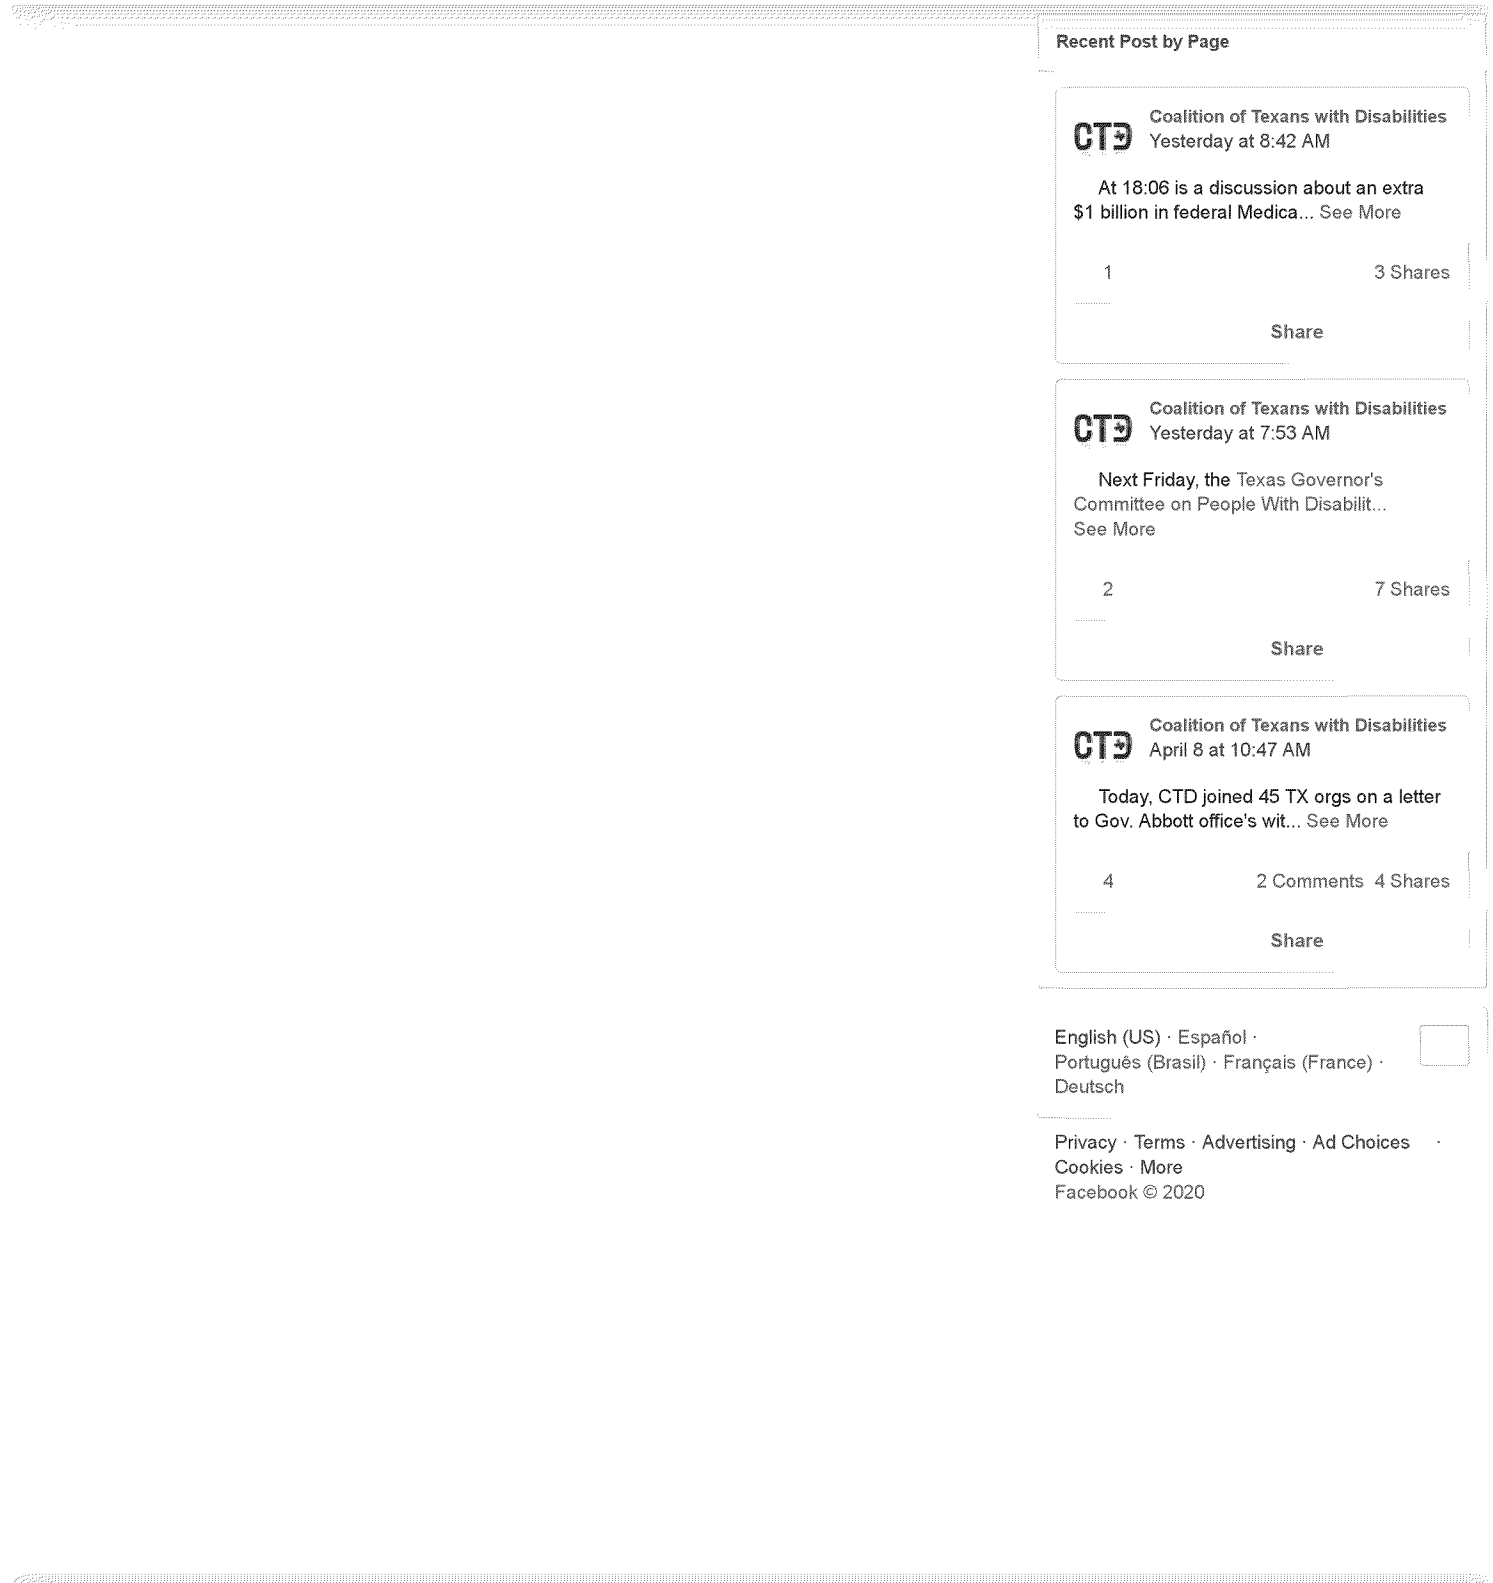 Recent Post by Page
CTD
Coalition of Texans with Disabilities
Yesterday at 8:42 AM
At 18:06 is a discussion about an extra
$1 billion in federal Medica... See More
1 3 Shares
Share
CTD
Coalition of Texans with Disabilities
Yesterday at 7:53 AM
Next Friday, the Texas Governor's
Committee on People With Disabilit...
See More
2 7 Shares
Share
CTD
Coalition of Texans with Disabilities
April 8 at 10:47 AM
Today, CTD joined 45 TX orgs on a letter
to Gov. Abbott office's wit... See More
4 2 Comments 4 Shares
Share
English (US) · Español ·
Português (Brasil) · Français (France) ·
Deutsch
Privacy · Terms · Advertising · Ad Choices ·
Cookies · More
Facebook © 2020